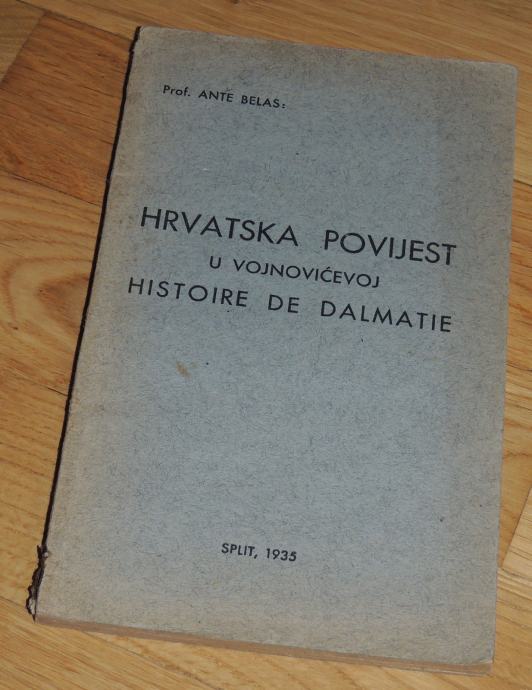 Prof. ANTE BELAS:
HRVATSKA POVIJEST
U VOJNOVIĆEVOJ
HISTOIRE DE DALMATIE
SPLIT, 1935